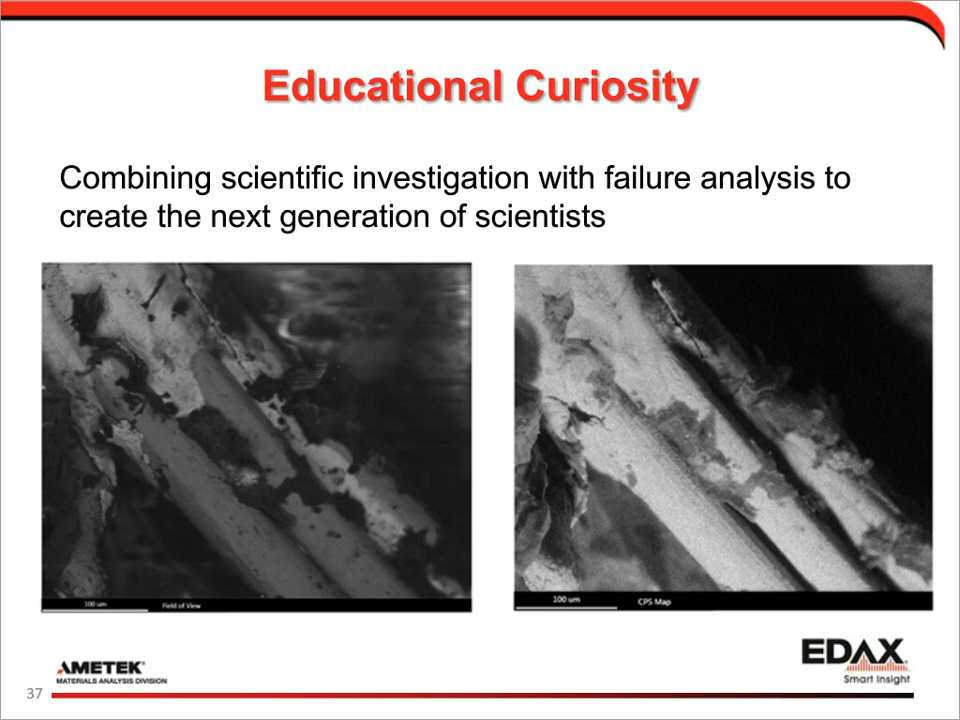 Educational Curiosity
Combining scientific investigation with failure analysis to
create the next generation of scientists
100 um
Field of View
100 um
CPS Map
AMETEK®
MATERIALS ANALYSIS DIVISION
EDAX
Smart Insight
37